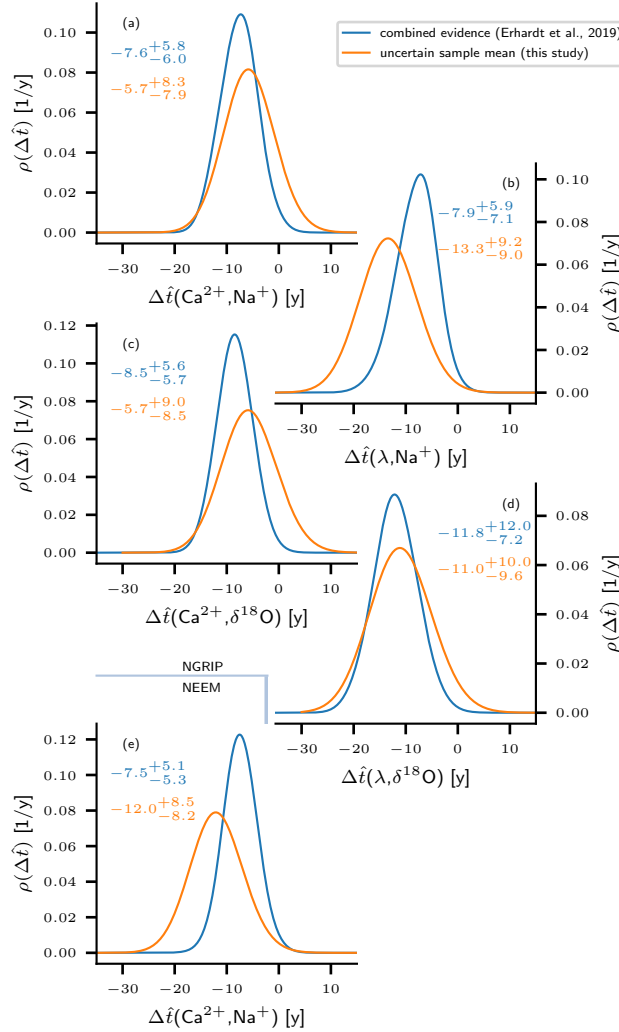 combined evidence (Erhardt et al., 2019)
uncertain sample mean (this study)
(a)
−7.6+5.8 −6.0
−5.7+8.3 −7.9
ρ(Δt̂) [1/y]
0.10
0.08
0.06
0.04
0.02
0.00
−30 −20 −10 0 10
Δt̂(Ca²⁺,Na⁺) [y]
(b)
−7.9+5.9 −7.1
−13.3+9.2 −9.0
ρ(Δt̂) [1/y]
0.10
0.08
0.06
0.04
0.02
0.00
−30 −20 −10 0 10
Δt̂(λ,Na⁺) [y]
(c)
−8.5+5.6 −5.7
−5.7+9.0 −8.5
ρ(Δt̂) [1/y]
0.12
0.10
0.08
0.06
0.04
0.02
0.00
−30 −20 −10 0 10
Δt̂(Ca²⁺,δ¹⁸O) [y]
(d)
−11.8+12.0 −7.2
−11.0+10.0 −9.6
ρ(Δt̂) [1/y]
0.08
0.06
0.04
0.02
0.00
−30 −20 −10 0 10
Δt̂(λ,δ¹⁸O) [y]
NGRIP
NEEM
(e)
−7.5+5.1 −5.3
−12.0+8.5 −8.2
ρ(Δt̂) [1/y]
0.12
0.10
0.08
0.06
0.04
0.02
0.00
−30 −20 −10 0 10
Δt̂(Ca²⁺,Na⁺) [y]